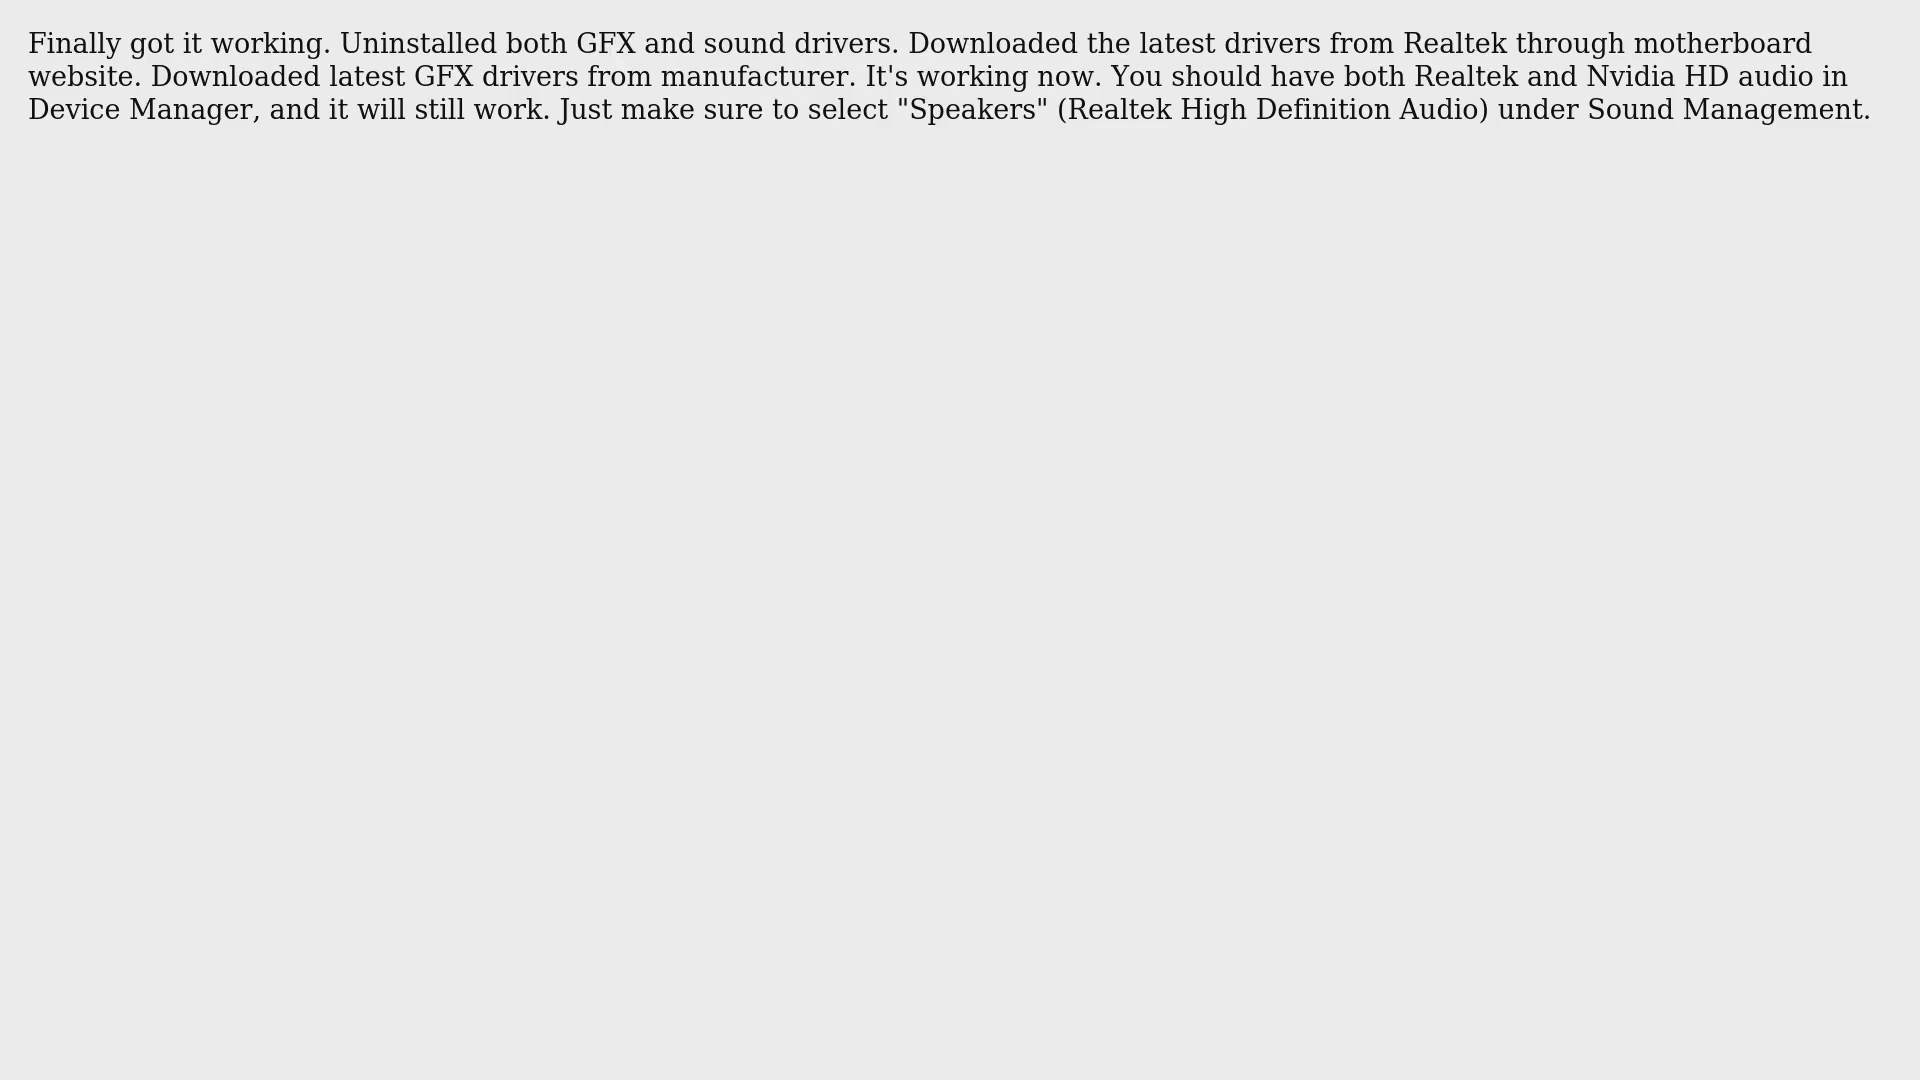 Finally got it working. Uninstalled both GFX and sound drivers. Downloaded the latest drivers from Realtek through motherboard
website. Downloaded latest GFX drivers from manufacturer. It's working now. You should have both Realtek and Nvidia HD audio in
Device Manager, and it will still work. Just make sure to select "Speakers" (Realtek High Definition Audio) under Sound Management.